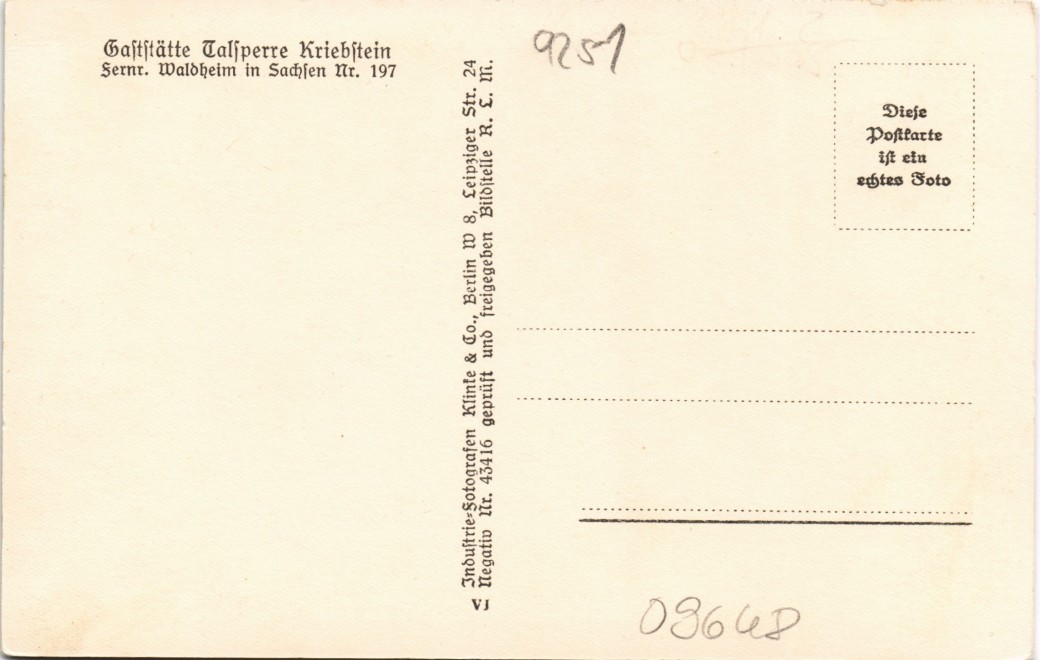 Gaststätte Talsperre Kriebstein
Fernr. Waldheim in Sachsen Nr. 197
Industrie-Fotografen Klinke & Co., Berlin W 8, Leipziger Str. 24
Negativ Nr. 43416 geprüft und freigegeben Bildstelle R. L. M.
VJ
9251
Diese
Postkarte
ist ein
echtes Foto
09648